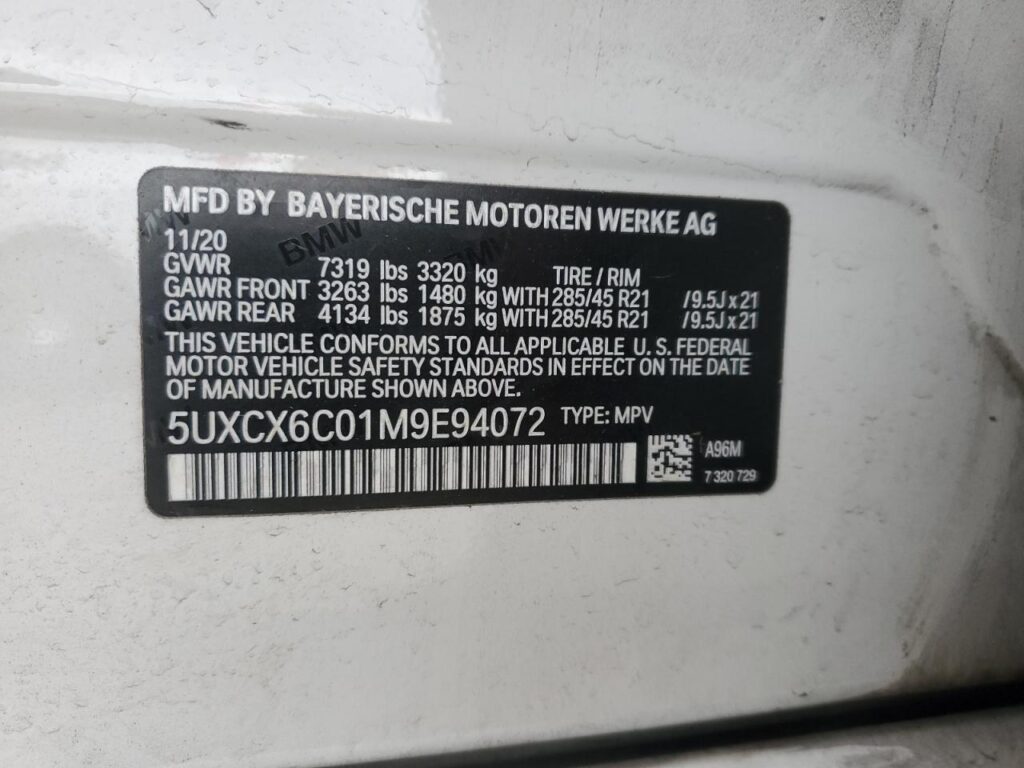 MFD BY BAYERISCHE MOTOREN WERKE AG
11/20
GVWR 7319 lbs 3320 kg TIRE / RIM
GAWR FRONT 3263 lbs 1480 kg WITH 285/45 R21 /9.5J x 21
GAWR REAR 4134 lbs 1875 kg WITH 285/45 R21 /9.5J x 21
THIS VEHICLE CONFORMS TO ALL APPLICABLE U. S. FEDERAL
MOTOR VEHICLE SAFETY STANDARDS IN EFFECT ON THE DATE
OF MANUFACTURE SHOWN ABOVE.
5UXCX6C01M9E94072 TYPE: MPV
A96M
7 320 729
BMW